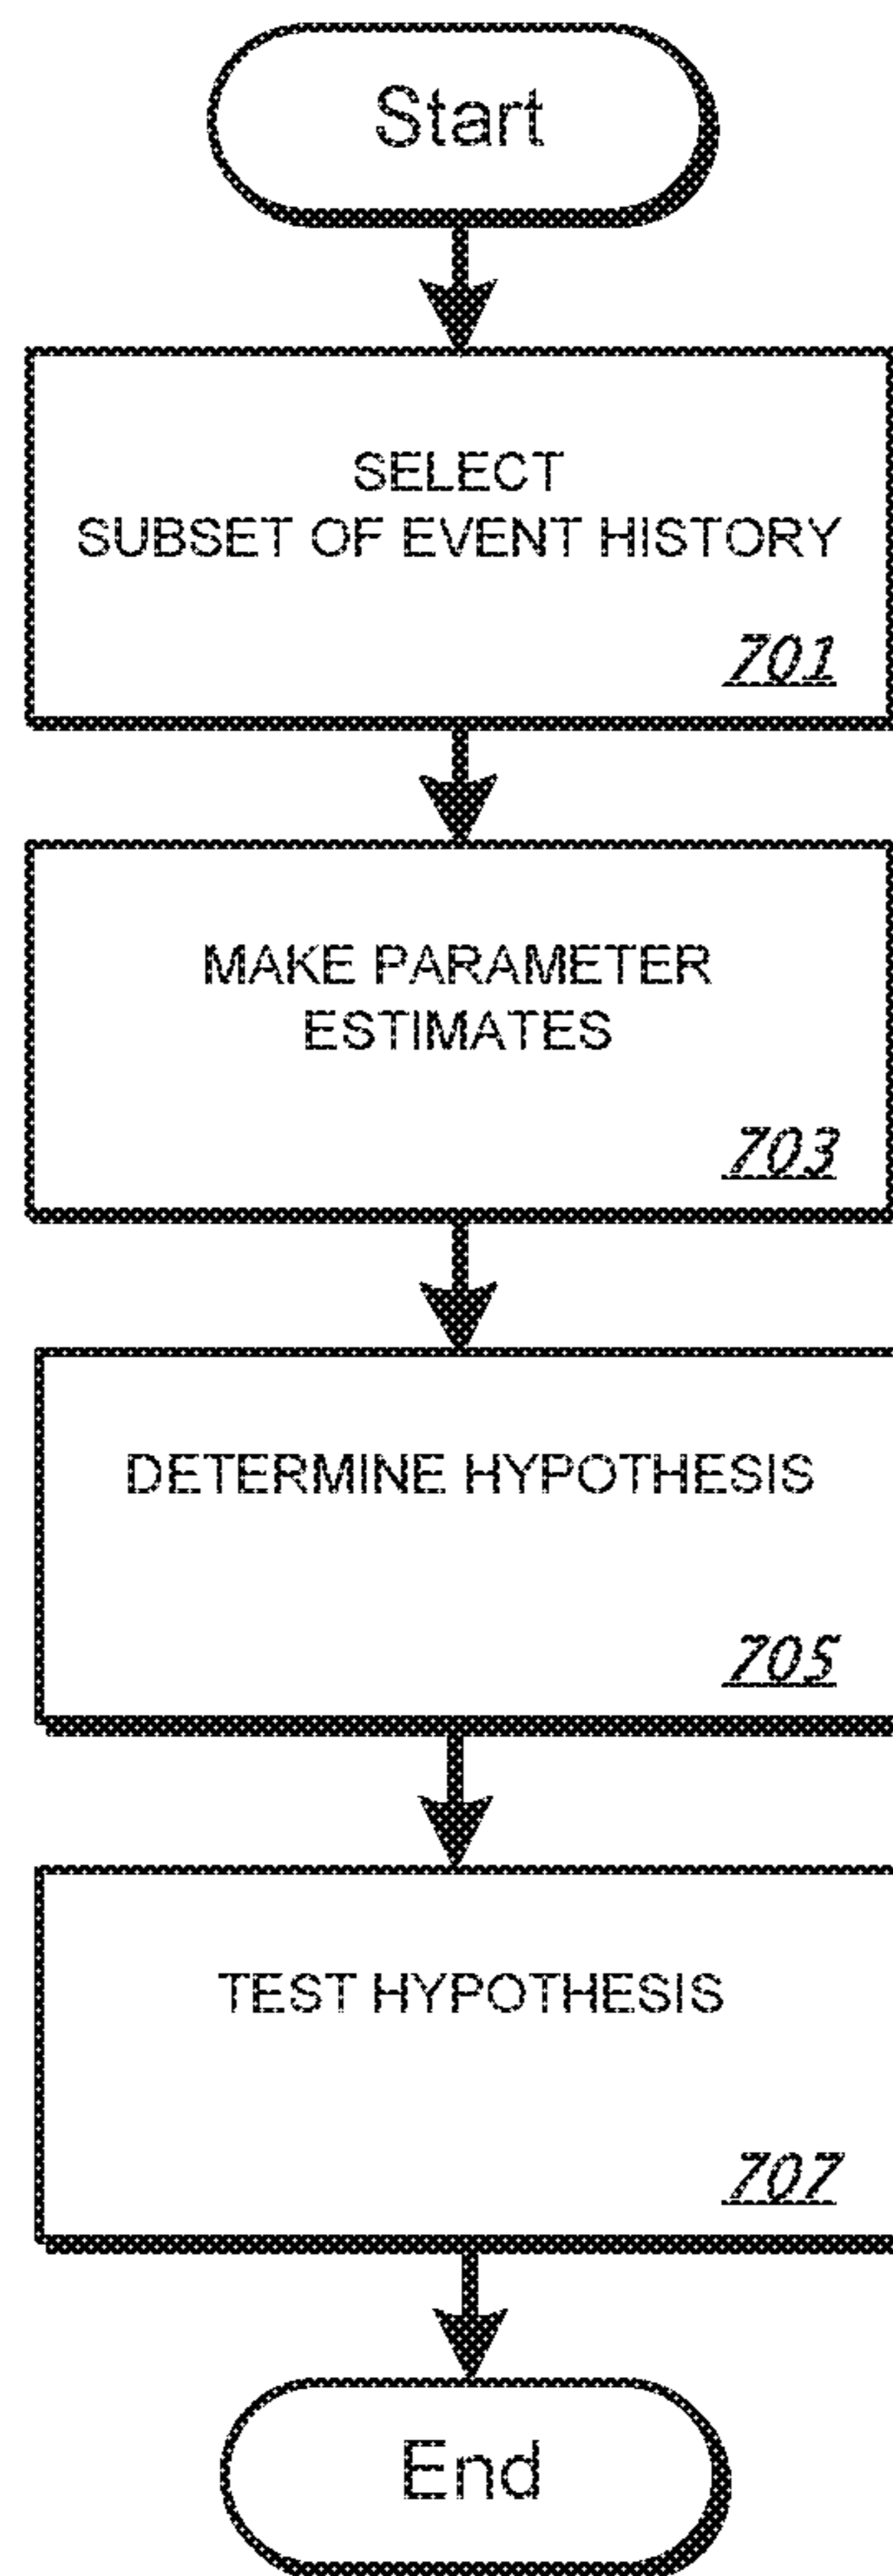 Start
SELECT
SUBSET OF EVENT HISTORY
701
MAKE PARAMETER
ESTIMATES
703
DETERMINE HYPOTHESIS
705
TEST HYPOTHESIS
707
End